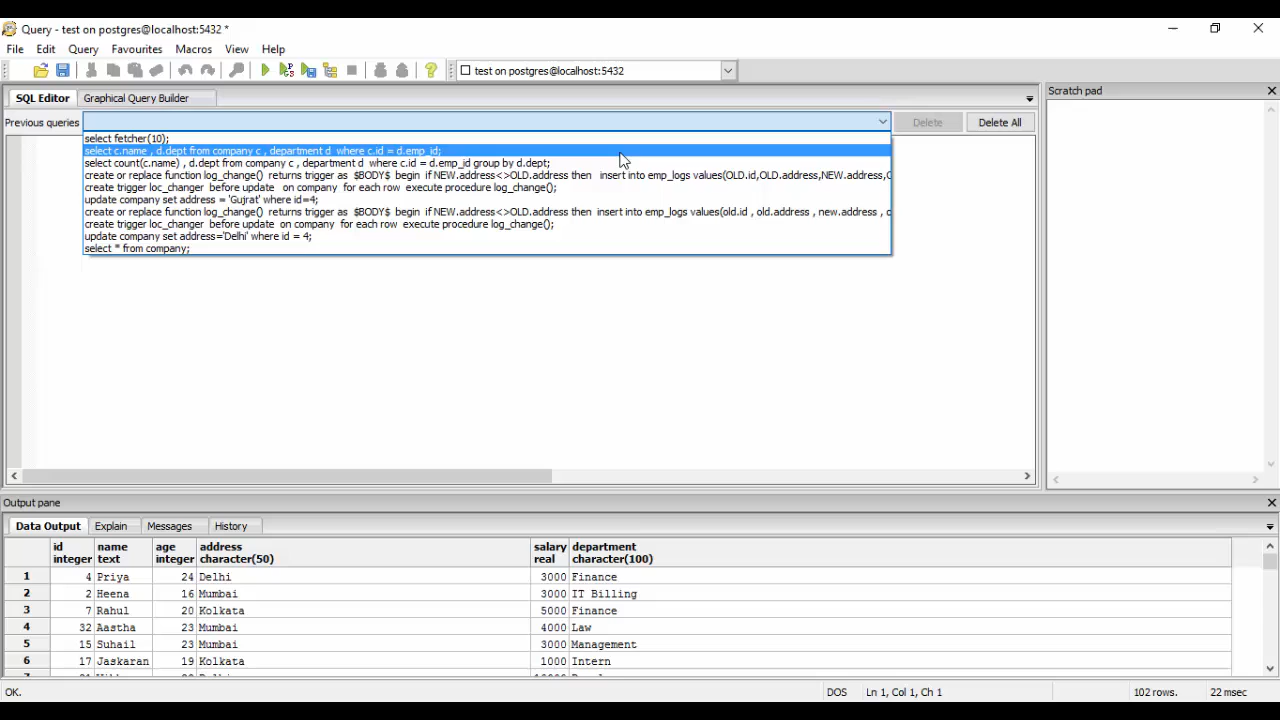 Query - test on postgres@localhost:5432 *
File Edit Query Favourites Macros View Help
test on postgres@localhost:5432
SQL Editor Graphical Query Builder
Scratch pad
Previous queries Delete Delete All
select fetcher(10);
select c.name , d.dept from company c , department d where c.id = d.emp_id;
select count(c.name) , d.dept from company c , department d where c.id = d.emp_id group by d.dept;
create or replace function log_change() returns trigger as $BODY$ begin if NEW.address<>OLD.address then insert into emp_logs values(OLD.id,OLD.address,NEW.address,C
create trigger loc_changer before update on company for each row execute procedure log_change();
update company set address = 'Gujrat' where id=4;
create or replace function log_change() returns trigger as $BODY$ begin if NEW.address<>OLD.address then insert into emp_logs values(old.id , old.address , new.address , c
create trigger loc_changer before update on company for each row execute procedure log_change();
update company set address='Delhi' where id = 4;
select * from company;
Output pane
Data Output Explain Messages History
id integer name text age integer address character(50) salary real department character(100)
1 4 Priya 24 Delhi 3000 Finance
2 2 Heena 16 Mumbai 3000 IT Billing
3 7 Rahul 20 Kolkata 5000 Finance
4 32 Aastha 23 Mumbai 4000 Law
5 15 Suhail 23 Mumbai 3000 Management
6 17 Jaskaran 19 Kolkata 1000 Intern
OK. DOS Ln 1, Col 1, Ch 1 102 rows. 22 msec